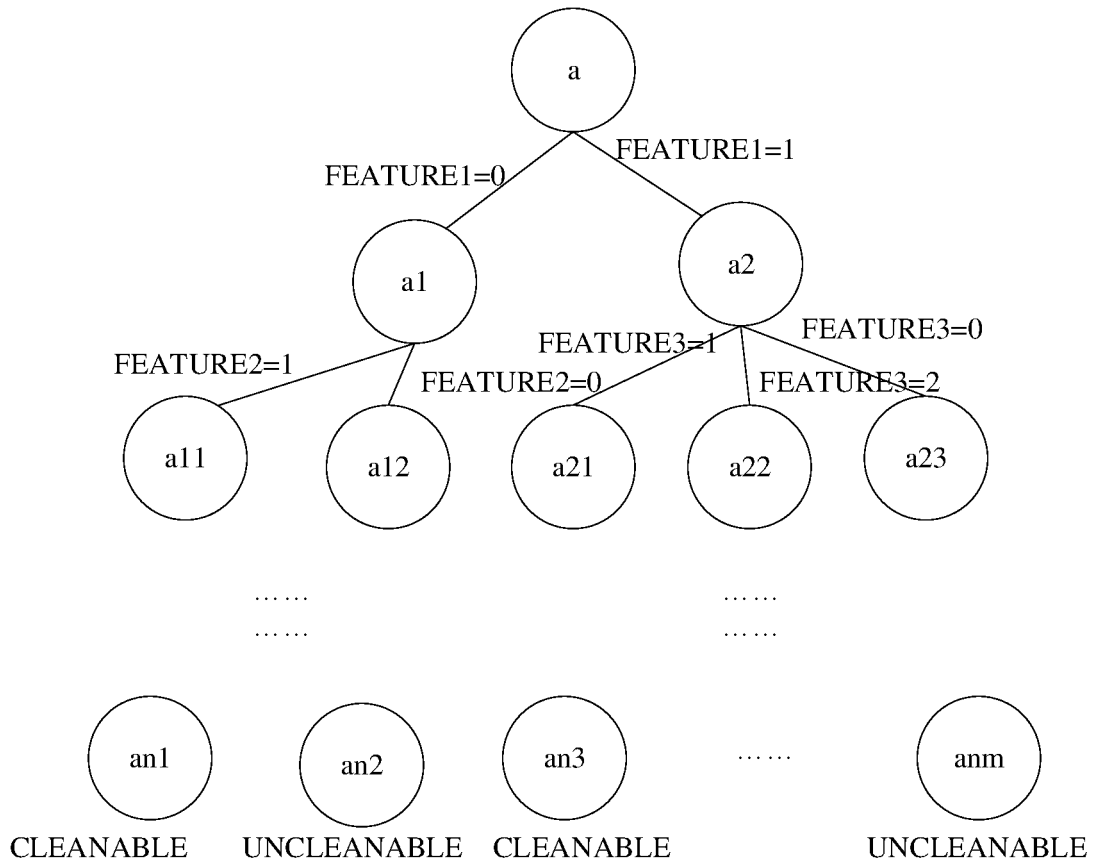 a
FEATURE1=0
FEATURE1=1
a1
a2
FEATURE2=1
FEATURE2=0
FEATURE3=1
FEATURE3=2
FEATURE3=0
a11
a12
a21
a22
a23
……
……
……
……
an1
an2
an3
……
anm
CLEANABLE
UNCLEANABLE
CLEANABLE
UNCLEANABLE